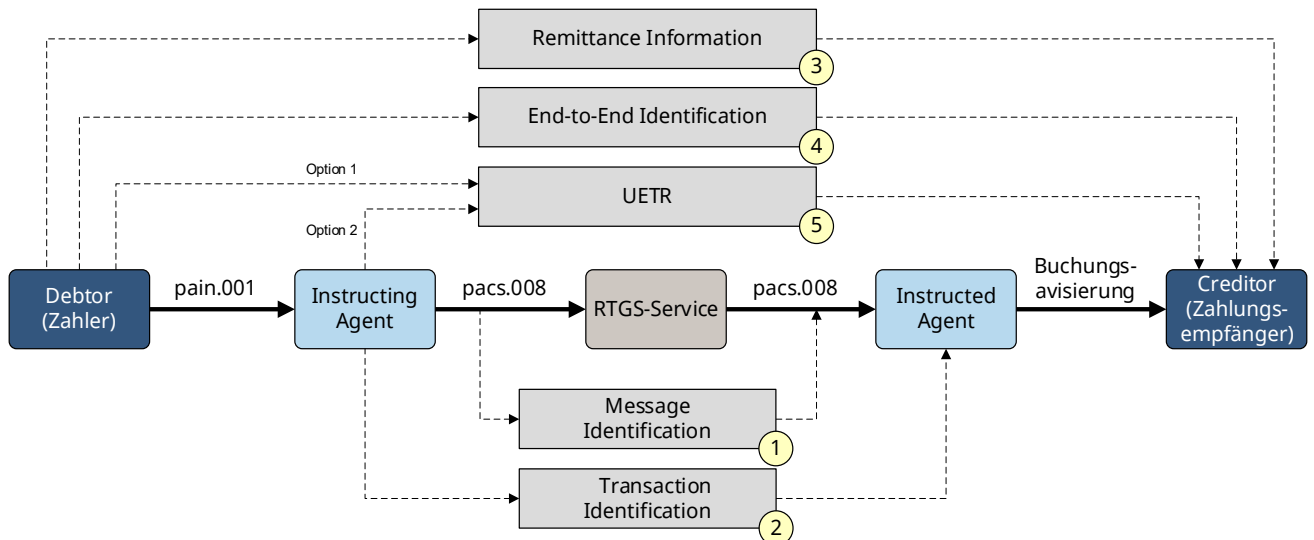 Remittance Information
3
End-to-End Identification
4
Option 1
UETR
5
Option 2
Debtor
(Zahler)
pain.001
Instructing
Agent
pacs.008
RTGS-Service
pacs.008
Instructed
Agent
Buchungs-
avisierung
Creditor
(Zahlungs-
empfänger)
Message
Identification
1
Transaction
Identification
2